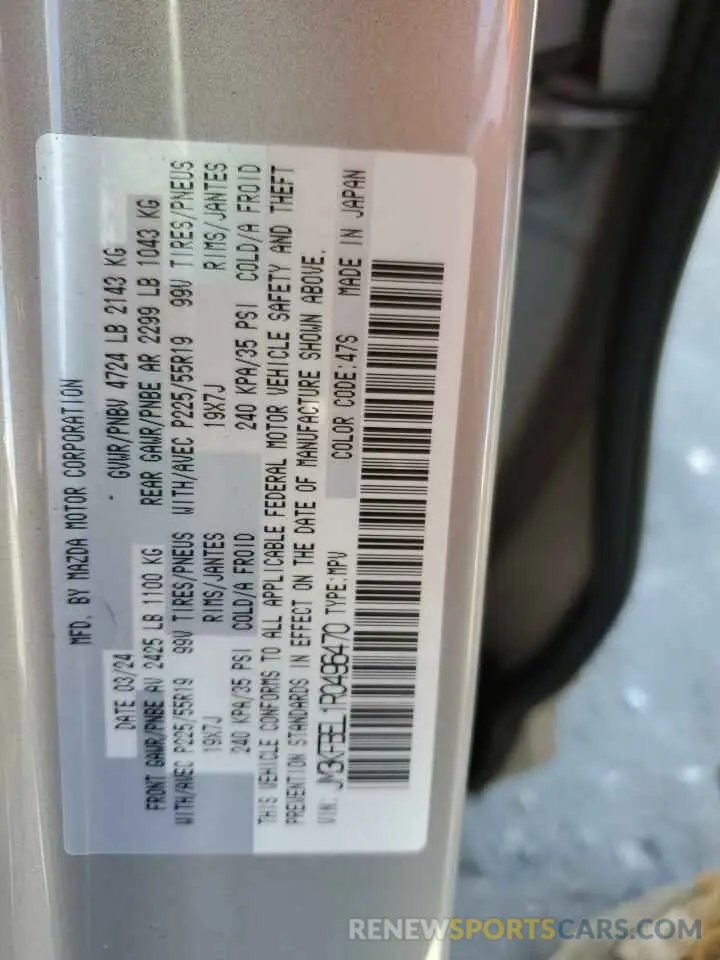 MFD. BY MAZDA MOTOR CORPORATION
DATE 03/24 GVWR/PNBV 4724 LB 2143 KG
FRONT GAWR/PNBE AV 2425 LB 1100 KG REAR GAWR/PNBE AR 2299 LB 1043 KG
WITH/AVEC P225/55R19 99V TIRES/PNEUS WITH/AVEC P225/55R19 99V TIRES/PNEUS
19X7J RIMS/JANTES 19X7J RIMS/JANTES
240 KPA/35 PSI COLD/A FROID 240 KPA/35 PSI COLD/A FROID
THIS VEHICLE CONFORMS TO ALL APPLICABLE FEDERAL MOTOR VEHICLE SAFETY AND THEFT
PREVENTION STANDARDS IN EFFECT ON THE DATE OF MANUFACTURE SHOWN ABOVE.
VIN: JM3KFBEL1R0496470 TYPE:MPV COLOR CODE:47S MADE IN JAPAN
RENEWSPORTSCARS.COM